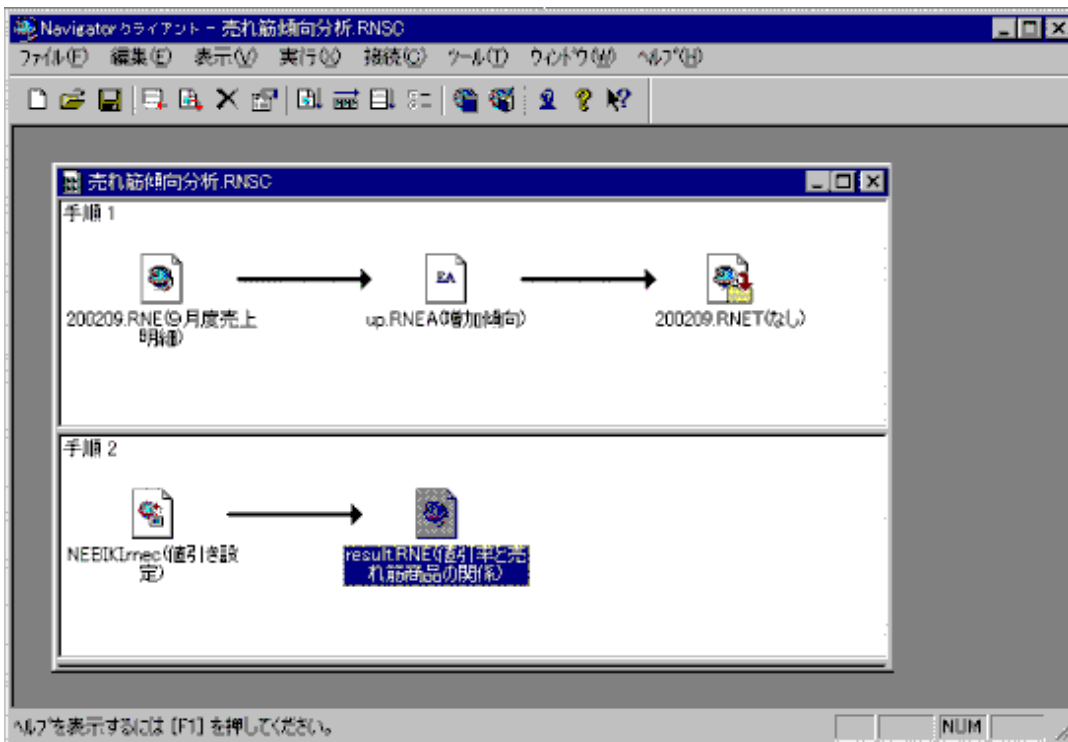 Navigatorクライアント - 売れ筋傾向分析.RNSC
ファイル(F) 編集(E) 表示(V) 実行(X) 接続(C) ツール(T) ウィンドウ(W) ヘルプ(H)
売れ筋傾向分析.RNSC
手順 1
200209.RNE(9月度売上
明細)
EA
up.RNEA(増加傾向)
200209.RNET(なし)
手順 2
NEBIKI.rnec(値引き設
定)
result.RNE(値引率と売
れ筋商品の関係)
ヘルプを表示するには [F1] を押してください。
NUM